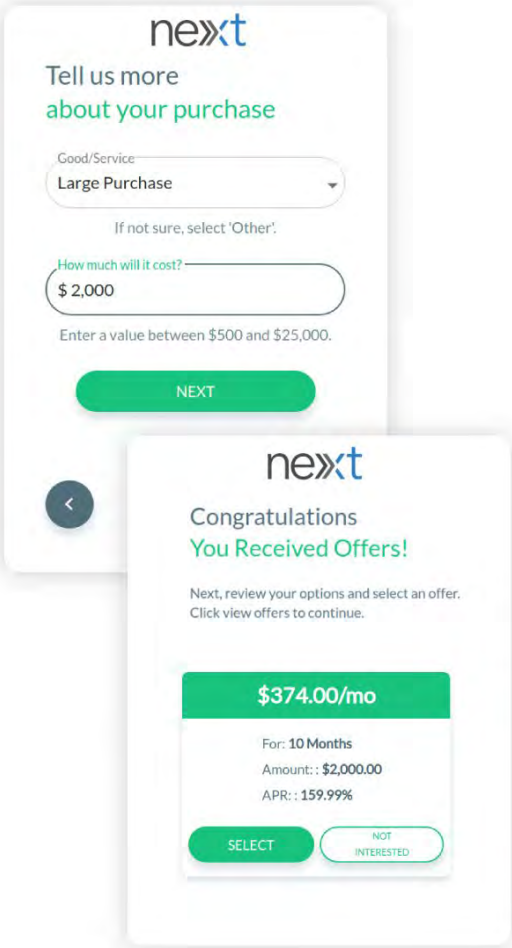 next
Tell us more
about your purchase
Good/Service
Large Purchase
If not sure, select 'Other'.
How much will it cost?
$ 2,000
Enter a value between $500 and $25,000.
NEXT
next
Congratulations
You Received Offers!
Next, review your options and select an offer.
Click view offers to continue.
$374.00/mo
For: 10 Months
Amount: : $2,000.00
APR: : 159.99%
SELECT
NOT
INTERESTED